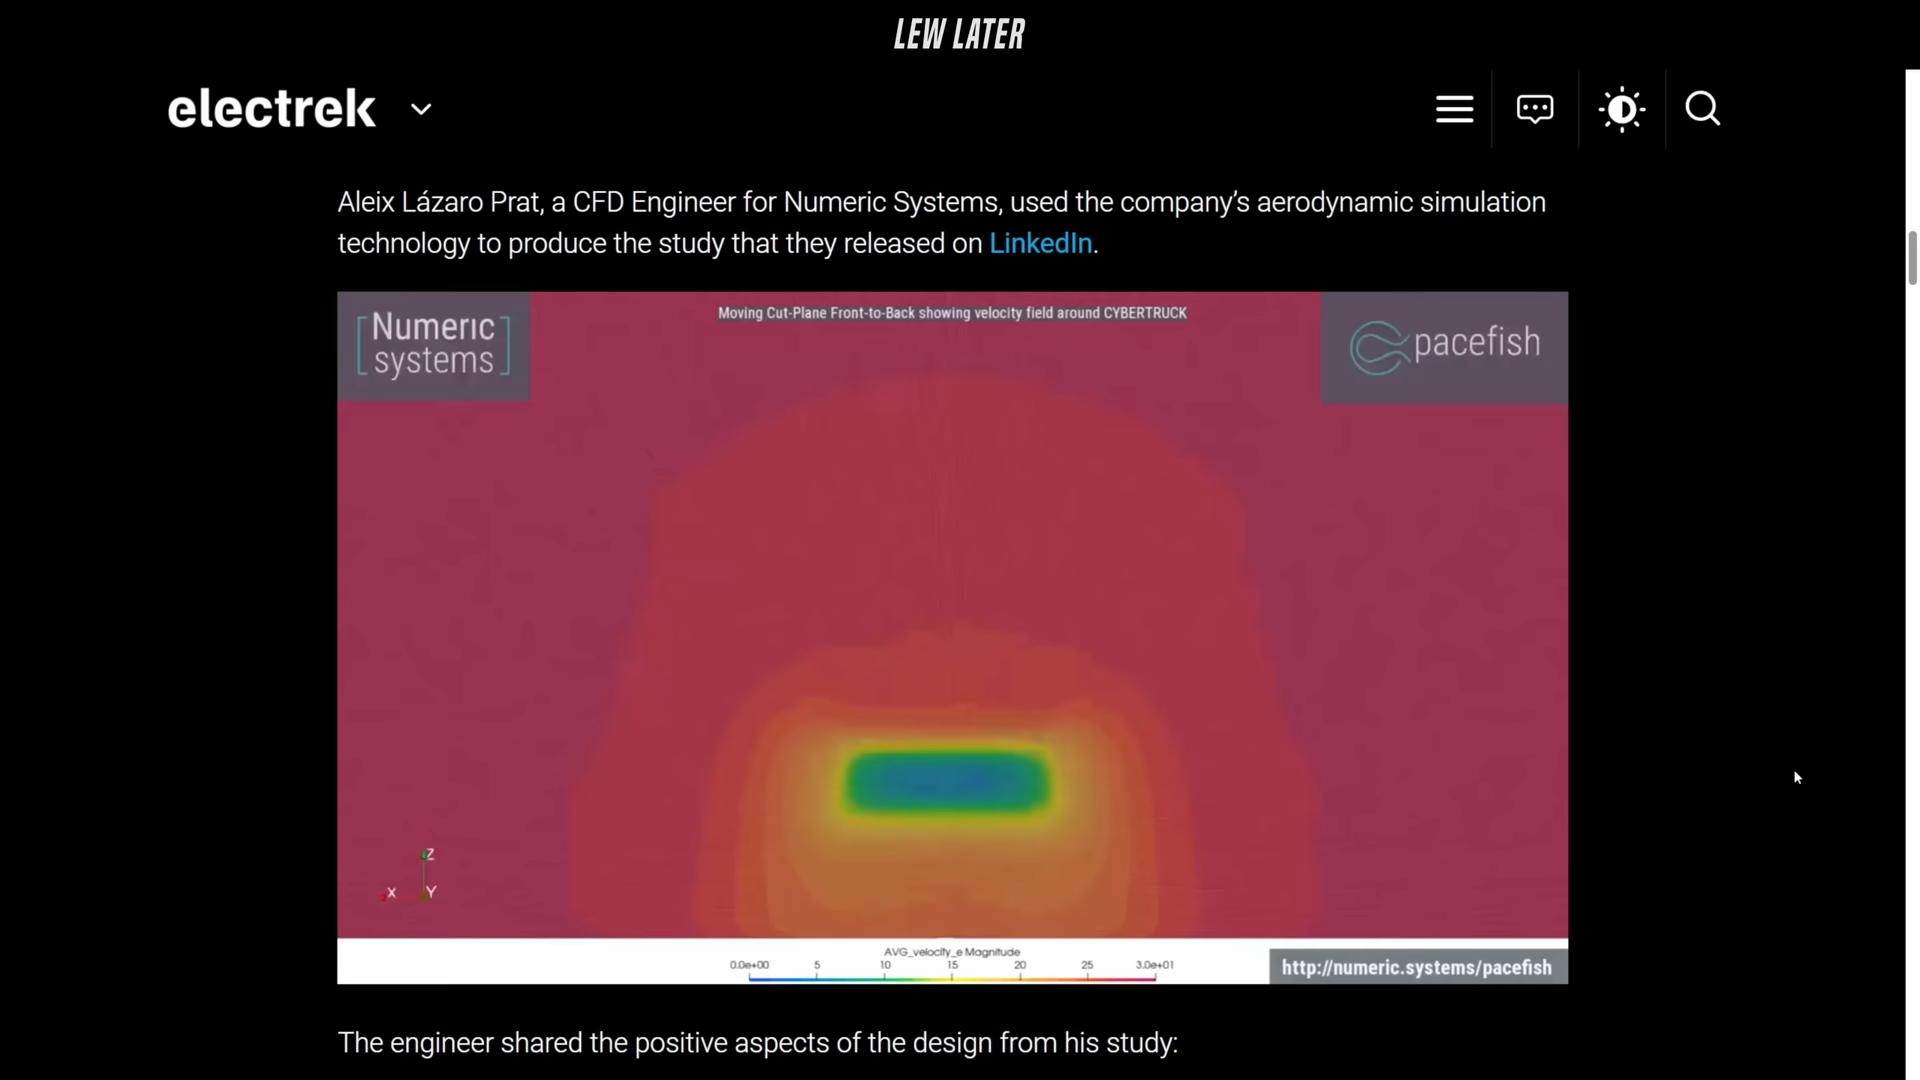 LEW LATER
electrek
Aleix Lázaro Prat, a CFD Engineer for Numeric Systems, used the company’s aerodynamic simulation
technology to produce the study that they released on LinkedIn.
Numeric
systems
Moving Cut-Plane Front-to-Back showing velocity field around CYBERTRUCK
pacefish
Z
X
Y
AVG_velocity_e Magnitude
0.0e+00 5 10 15 20 25 3.0e+01
http://numeric.systems/pacefish
The engineer shared the positive aspects of the design from his study: